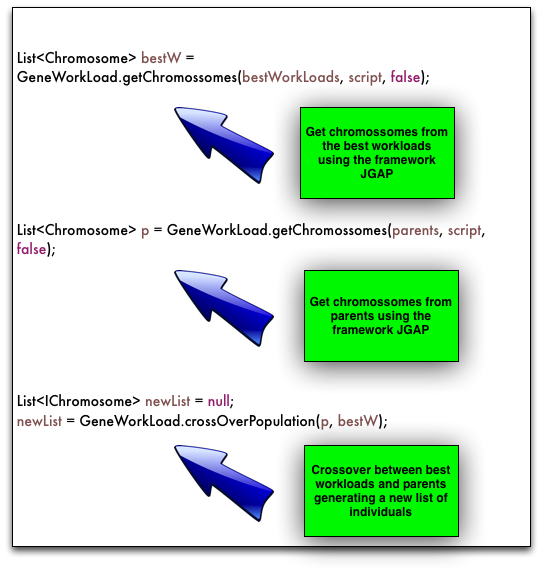 List<Chromosome> bestW =
GeneWorkLoad.getChromossomes(bestWorkLoads, script, false);
Get chromossomes from
the best workloads
using the framework
JGAP
List<Chromosome> p = GeneWorkLoad.getChromossomes(parents, script,
false);
Get chromossomes from
parents using the
framework JGAP
List<IChromosome> newList = null;
newList = GeneWorkLoad.crossOverPopulation(p, bestW);
Crossover between best
workloads and parents
generating a new list of
individuals